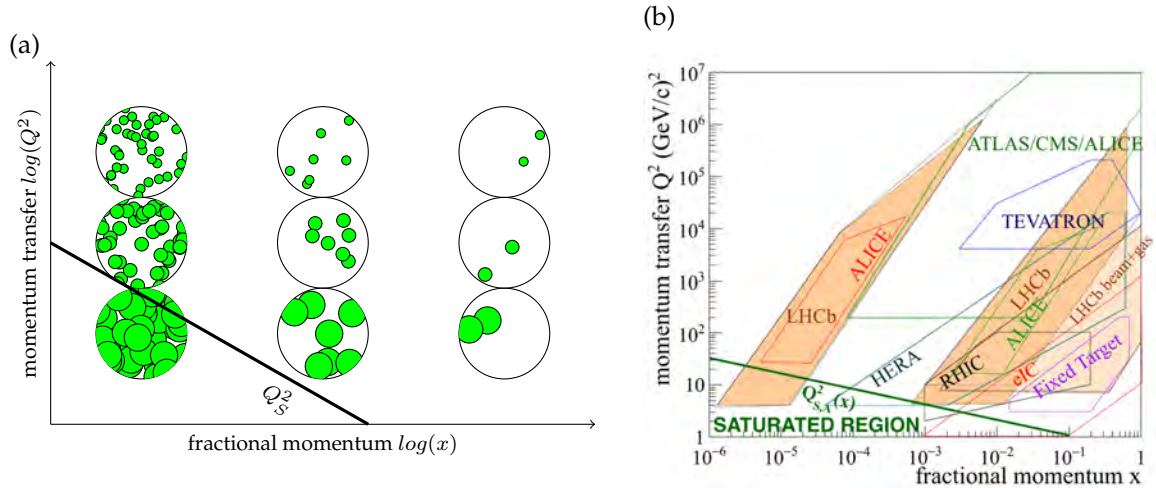 (a)
momentum transfer log(Q²)
Q²_S
fractional momentum log(x)
(b)
momentum transfer Q² (GeV/c)²
10⁷
10⁶
10⁵
10⁴
10³
10²
10
1
ATLAS/CMS/ALICE
TEVATRON
ALICE
LHCb
LHCb
ALICE
LHCb beam+gas
HERA
RHIC
eIC
Fixed Target
Q²_S,A(x)
SATURATED REGION
10⁻⁶ 10⁻⁵ 10⁻⁴ 10⁻³ 10⁻² 10⁻¹ 1
fractional momentum x